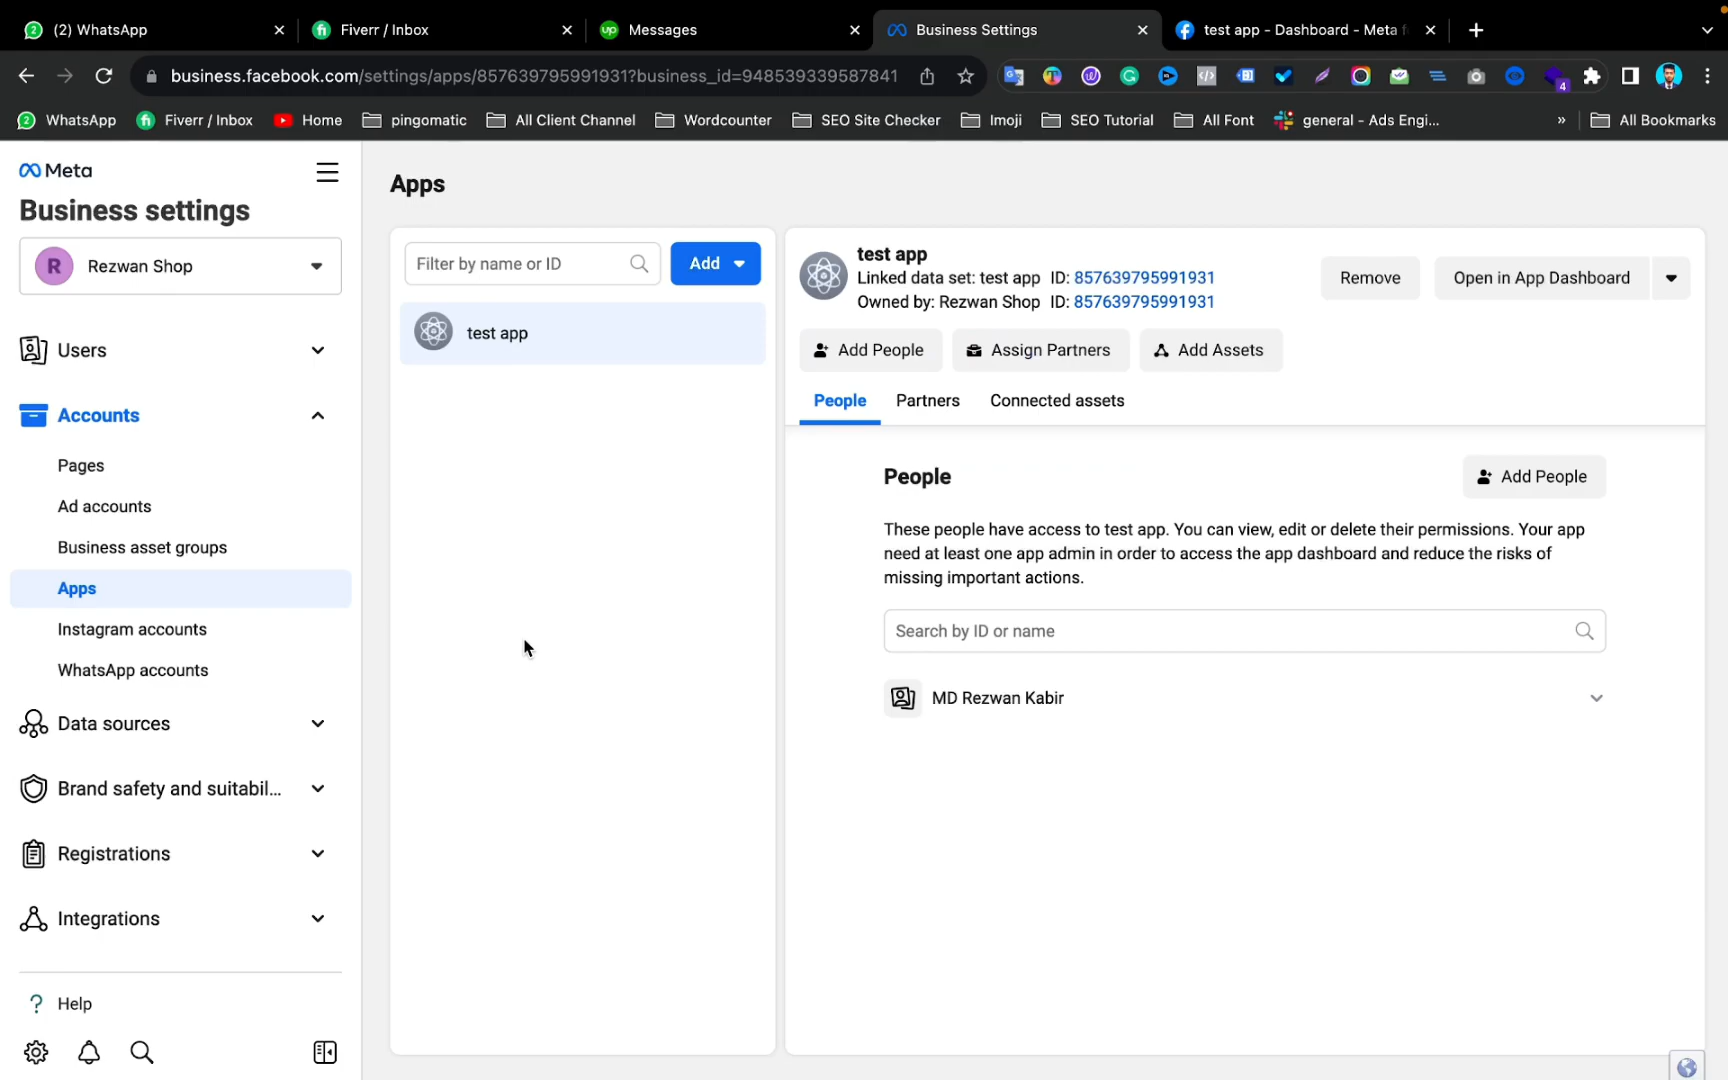 (2) WhatsApp
Fiverr / Inbox
up Messages
Business Settings
test app - Dashboard - Meta f
business.facebook.com/settings/apps/857639795991931?business_id=948539339587841
4
WhatsApp
Fiverr / Inbox
Home
pingomatic
All Client Channel
Wordcounter
SEO Site Checker
Imoji
SEO Tutorial
All Font
general - Ads Engi...
»
All Bookmarks
Meta
Business settings
R Rezwan Shop
Users
Accounts
Pages
Ad accounts
Business asset groups
Apps
Instagram accounts
WhatsApp accounts
Data sources
Brand safety and suitabil...
Registrations
Integrations
? Help
Apps
Filter by name or ID
Add
test app
test app
Linked data set: test app ID: 857639795991931
Owned by: Rezwan Shop ID: 857639795991931
Remove
Open in App Dashboard
Add People
Assign Partners
Add Assets
People
Partners
Connected assets
People
Add People
These people have access to test app. You can view, edit or delete their permissions. Your app
need at least one app admin in order to access the app dashboard and reduce the risks of
missing important actions.
Search by ID or name
MD Rezwan Kabir